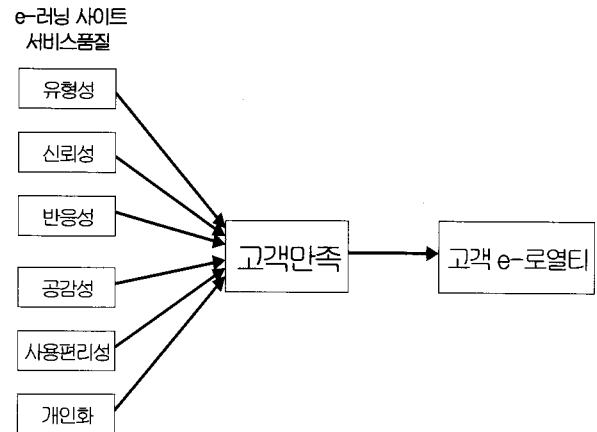 e-러닝 사이트
서비스품질
유형성
신뢰성
반응성
공감성
사용편리성
개인화
고객만족
고객 e-로열티